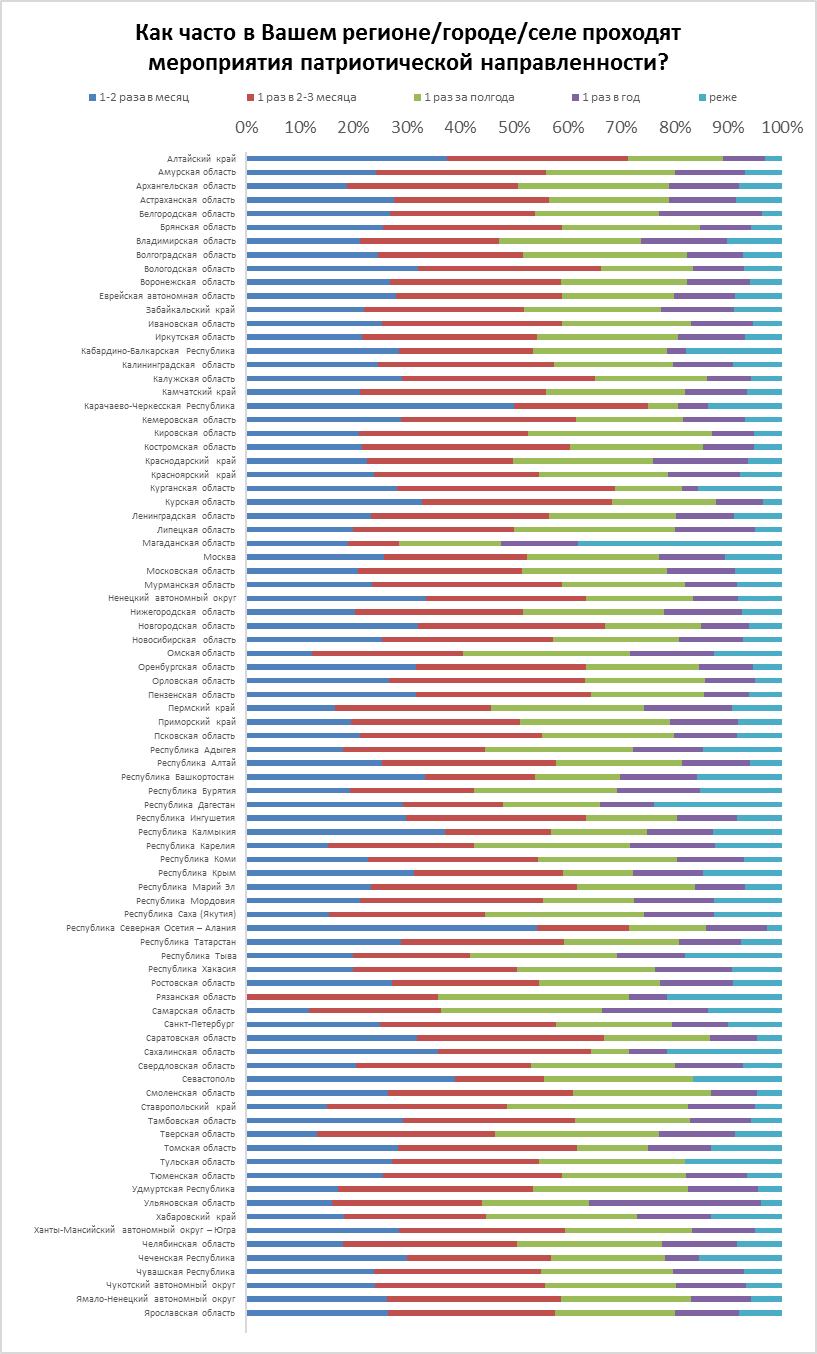 Как часто в Вашем регионе/городе/селе проходят
мероприятия патриотической направленности?
1-2 раза в месяц 1 раз в 2-3 месяца 1 раз за полгода 1 раз в год реже
0% 10% 20% 30% 40% 50% 60% 70% 80% 90% 100%
Алтайский край
Амурская область
Архангельская область
Астраханская область
Белгородская область
Брянская область
Владимирская область
Волгоградская область
Вологодская область
Воронежская область
Еврейская автономная область
Забайкальский край
Ивановская область
Иркутская область
Кабардино-Балкарская Республика
Калининградская область
Калужская область
Камчатский край
Карачаево-Черкесская Республика
Кемеровская область
Кировская область
Костромская область
Краснодарский край
Красноярский край
Курганская область
Курская область
Ленинградская область
Липецкая область
Магаданская область
Москва
Московская область
Мурманская область
Ненецкий автономный округ
Нижегородская область
Новгородская область
Новосибирская область
Омская область
Оренбургская область
Орловская область
Пензенская область
Пермский край
Приморский край
Псковская область
Республика Адыгея
Республика Алтай
Республика Башкортостан
Республика Бурятия
Республика Дагестан
Республика Ингушетия
Республика Калмыкия
Республика Карелия
Республика Коми
Республика Крым
Республика Марий Эл
Республика Мордовия
Республика Саха (Якутия)
Республика Северная Осетия – Алания
Республика Татарстан
Республика Тыва
Республика Хакасия
Ростовская область
Рязанская область
Самарская область
Санкт-Петербург
Саратовская область
Сахалинская область
Свердловская область
Севастополь
Смоленская область
Ставропольский край
Тамбовская область
Тверская область
Томская область
Тульская область
Тюменская область
Удмуртская Республика
Ульяновская область
Хабаровский край
Ханты-Мансийский автономный округ – Югра
Челябинская область
Чеченская Республика
Чувашская Республика
Чукотский автономный округ
Ямало-Ненецкий автономный округ
Ярославская область